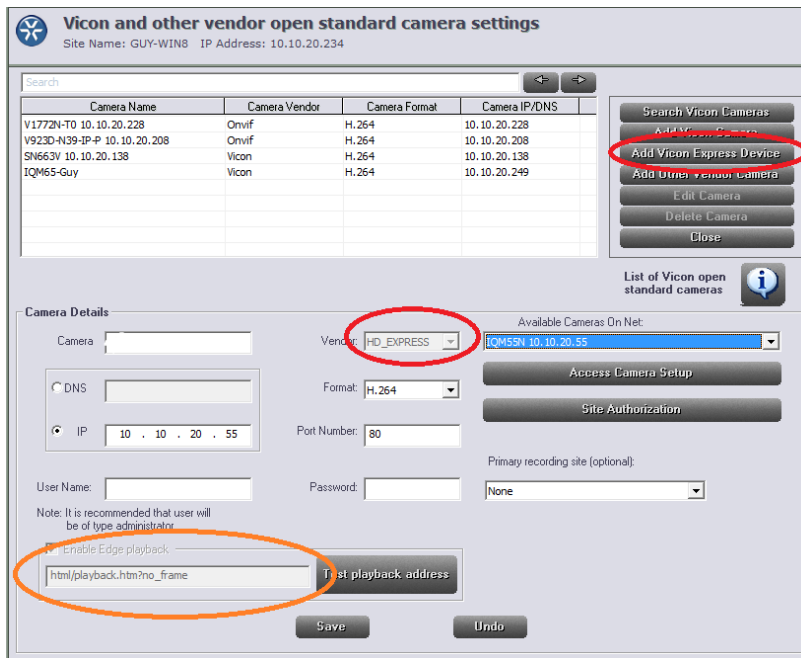 Vicon and other vendor open standard camera settings
Site Name: GUY-WIN8 IP Address: 10.10.20.234
Search
Camera Name Camera Vendor Camera Format Camera IP/DNS
V1772N-T0 10.10.20.228 Onvif H.264 10.10.20.228
V923D-N39-IP-P 10.10.20.208 Onvif H.264 10.10.20.208
SN663V 10.10.20.138 Vicon H.264 10.10.20.138
IQM65-Guy Vicon H.264 10.10.20.249
Search Vicon Cameras
Add Vicon Camera
Add Vicon Express Device
Add Other Vendor Camera
Edit Camera
Delete Camera
Close
List of Vicon open
standard cameras
Camera Details
Camera
Vendor: HD_EXPRESS
Available Cameras On Net:
IQM55N 10.10.20.55
DNS
Format: H.264
Access Camera Setup
IP 10 . 10 . 20 . 55
Port Number: 80
Site Authorization
Primary recording site (optional):
User Name:
Password:
None
Note: It is recommended that user will
be of type administrator
Enable Edge playback
html/playback.htm?no_frame
Test playback address
Save
Undo